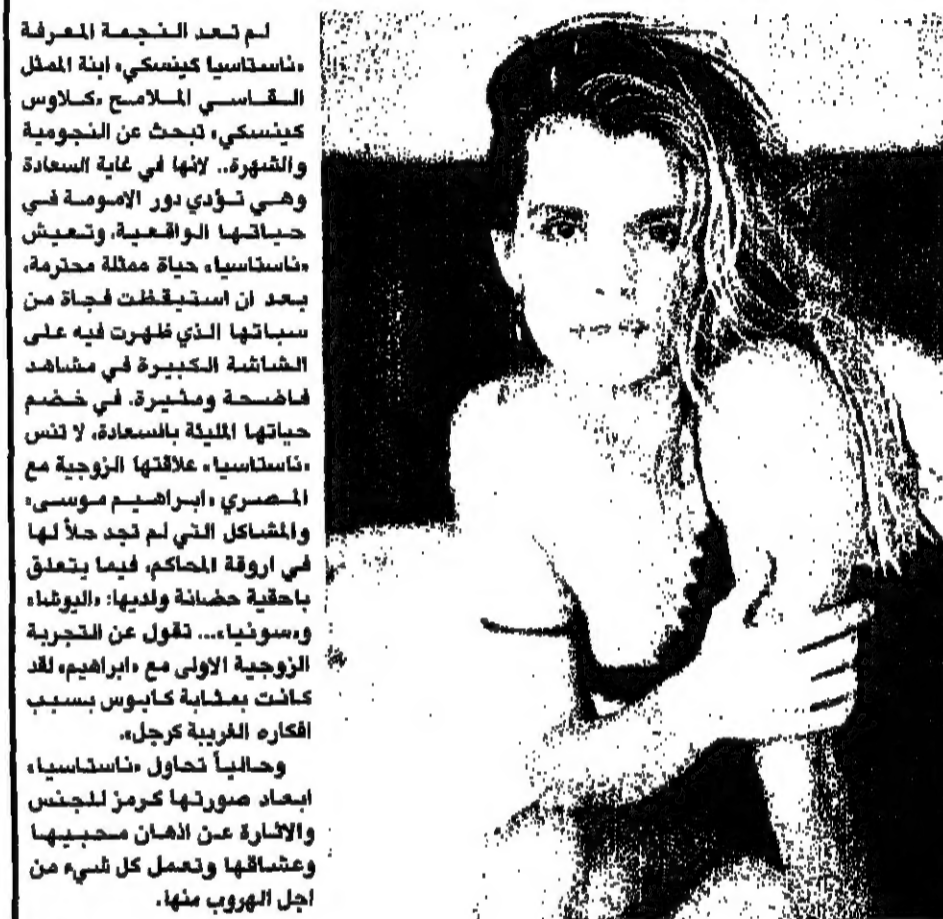 لم تعد النجمة المعرفة
«ناستاسيا كينسكي» ابنة الممثل
القاسي الملامح «كلاوس
كينسكي» تبحث عن النجومية
والشهرة.. لانها في غاية السعادة
وهي تؤدي دور الامومة في
حياتها الواقعية، وتعيش
«ناستاسيا» حياة ممثلة محترمة،
بعد ان استيقظت فجاة من
سباتها الذي ظهرت فيه على
الشاشة الكبيرة في مشاهد
فاضحة ومثيرة. في خضم
حياتها المليئة بالسعادة، لا تنس
«ناستاسيا» علاقتها الزوجية مع
المصري «ابراهيم موسى»
والمشاكل التي لم تجد حلاً لها
في اروقة المحاكم، فيما يتعلق
باحقية حضانة ولديها: «اليوشا»
و«سونيا»... تقول عن التجربة
الزوجية الاولى مع «ابراهيم» لقد
كانت بمثابة كابوس بسبب
افكاره الغريبة كرجل».
وحالياً تحاول «ناستاسيا»
ابعاد صورتها كرمز للجنس
والاثارة عن اذهان محبيها
وعشاقها وتعمل كل شيء من
اجل الهروب منها.